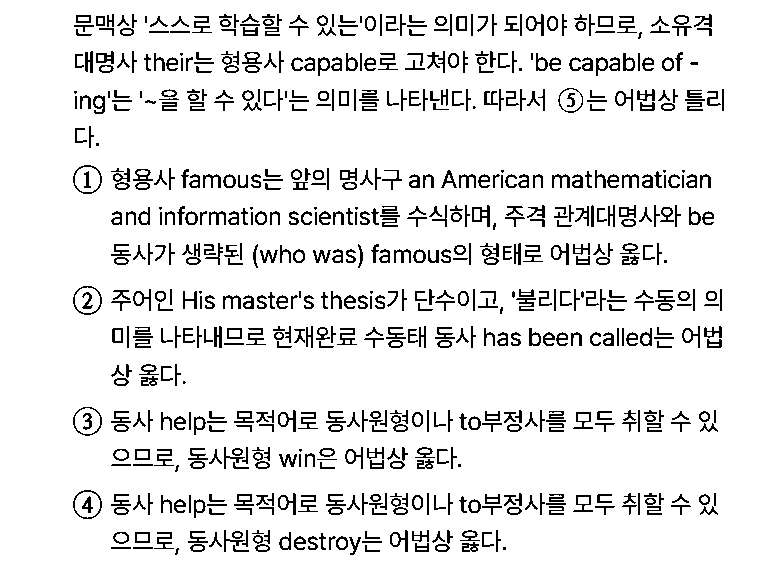 문맥상 '스스로 학습할 수 있는'이라는 의미가 되어야 하므로, 소유격
대명사 their는 형용사 capable로 고쳐야 한다. 'be capable of -
ing'는 '~을 할 수 있다'는 의미를 나타낸다. 따라서 ⑤는 어법상 틀리
다.
① 형용사 famous는 앞의 명사구 an American mathematician
and information scientist를 수식하며, 주격 관계대명사와 be
동사가 생략된 (who was) famous의 형태로 어법상 옳다.
② 주어인 His master's thesis가 단수이고, '불리다'라는 수동의 의
미를 나타내므로 현재완료 수동태 동사 has been called는 어법
상 옳다.
③ 동사 help는 목적어로 동사원형이나 to부정사를 모두 취할 수 있
으므로, 동사원형 win은 어법상 옳다.
④ 동사 help는 목적어로 동사원형이나 to부정사를 모두 취할 수 있
으므로, 동사원형 destroy는 어법상 옳다.